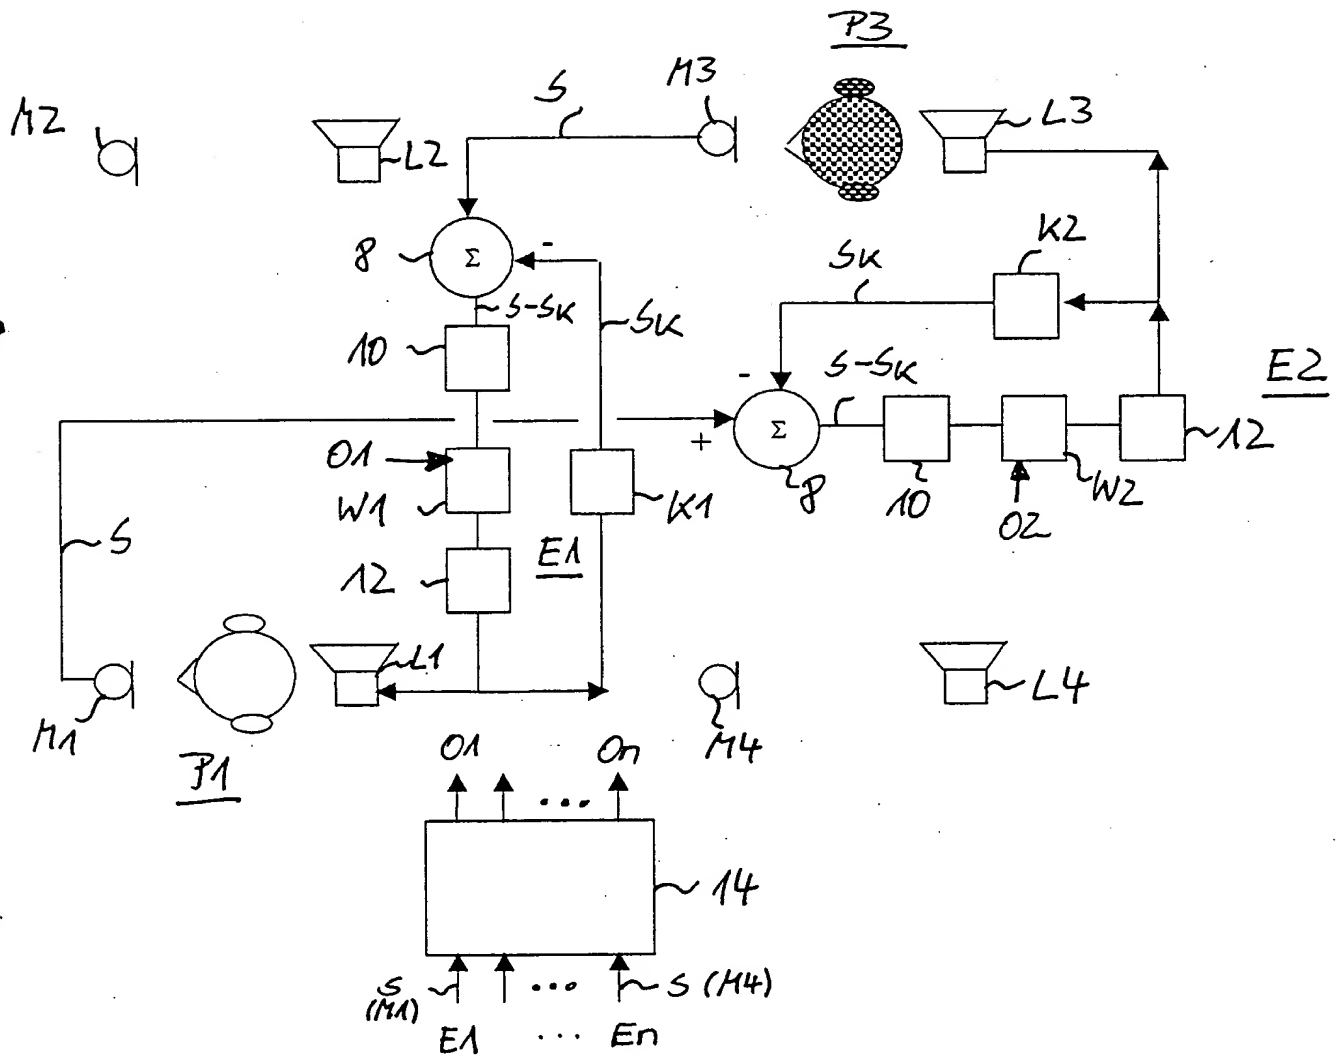 P3
M2
S
M3
L3
L2
8
Σ
-
K2
SK
S-SK
SK
10
-
S-SK
E2
O1
+
Σ
12
W1
K1
8
10
O2
W2
S
E1
12
L1
L4
M1
P1
M4
O1
On
...
14
S
(M1)
...
S (M4)
E1
...
En